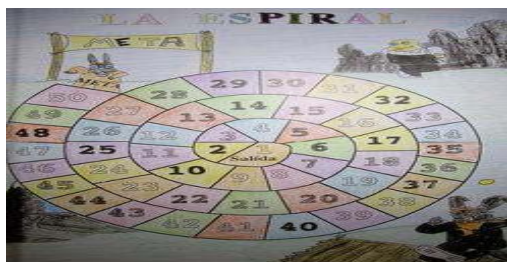 LA ESPIRAL
META
META
50 27 28 29 30 31 32
49 13 14 15 16 33
48 26 12 3 4 5 17 34
47 25 11 2 1 6 18 35
Salida
46 24 10 9 8 7 19 36
45 23 22 21 20 38 37
44 43 42 41 40 39